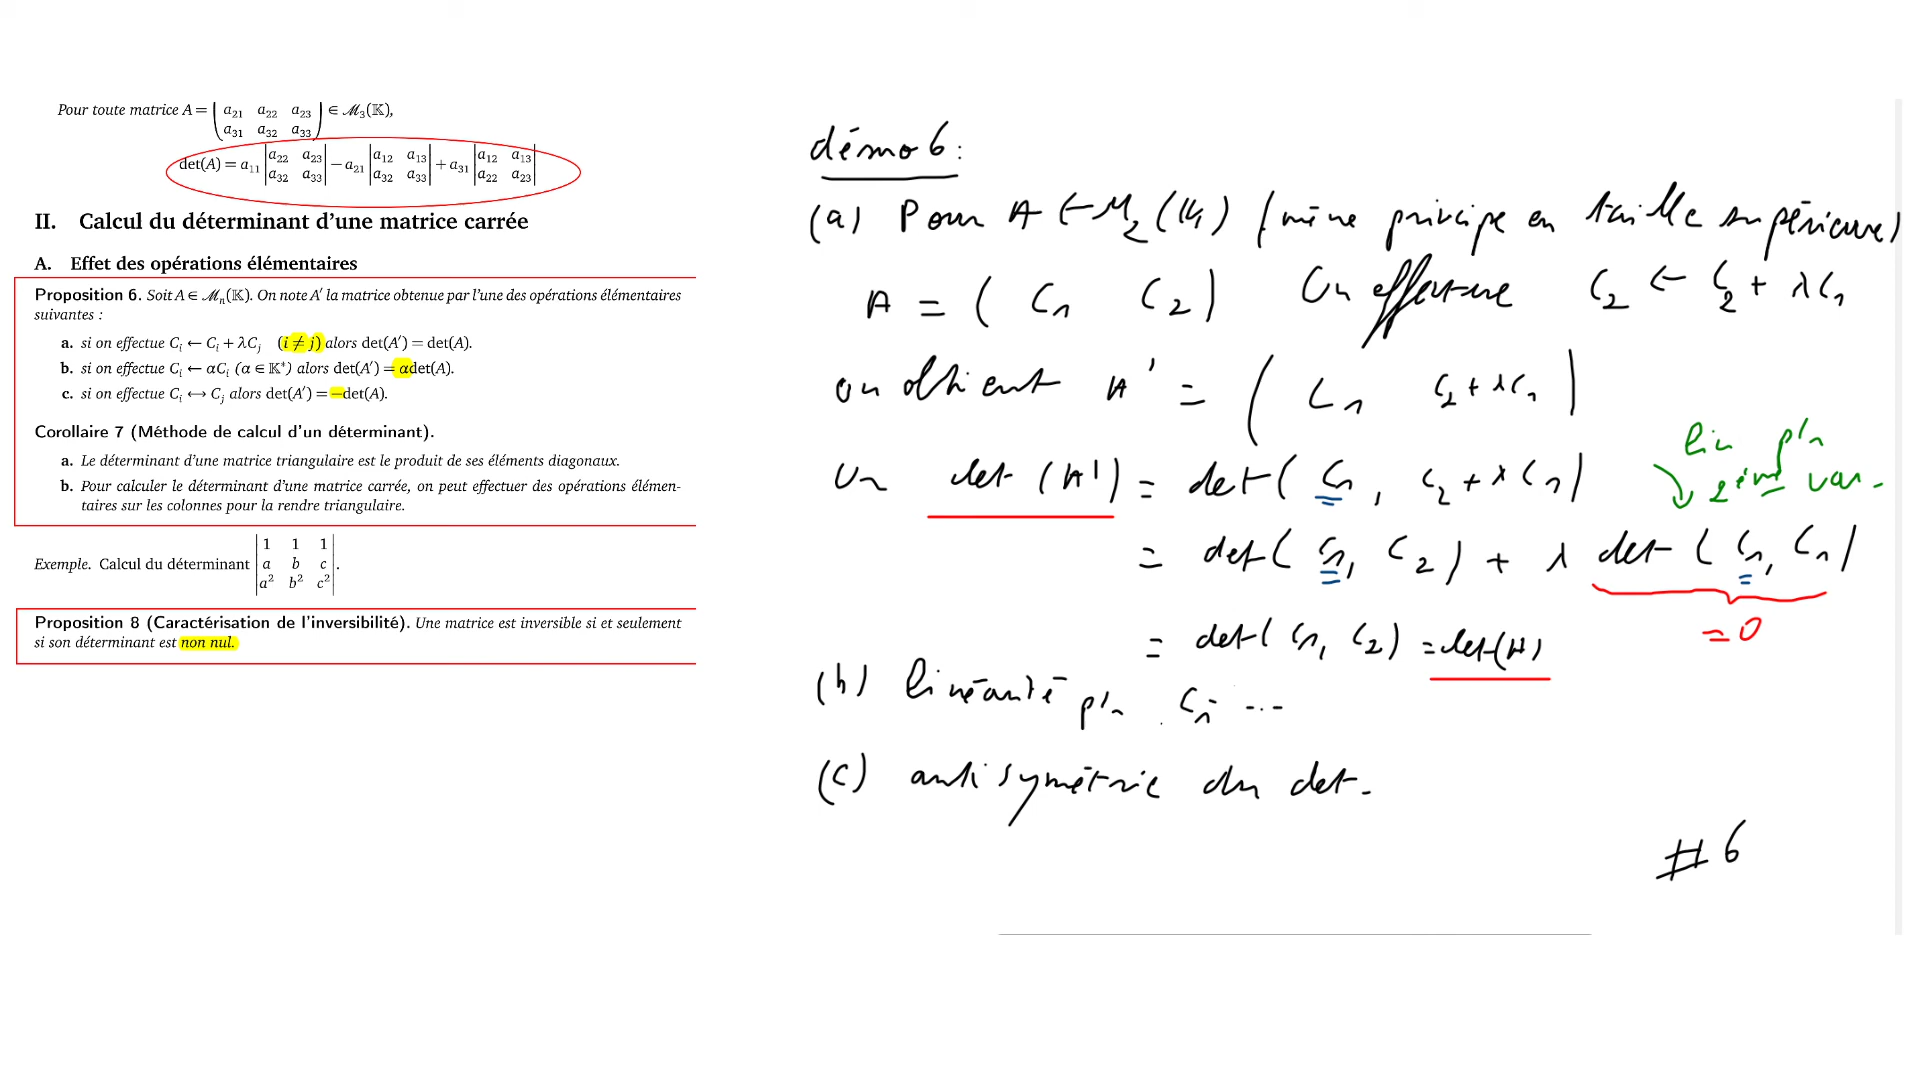 Pour toute matrice A = ( a21 a22 a23 ) ∈ ℳ3(𝕂),
a31 a32 a33
det(A) = a11 |a22 a23| − a21 |a12 a13| + a31 |a12 a13|
|a32 a33| |a32 a33| |a22 a23|
II. Calcul du déterminant d'une matrice carrée
A. Effet des opérations élémentaires
Proposition 6. Soit A ∈ ℳn(𝕂). On note A′ la matrice obtenue par l'une des opérations élémentaires
suivantes :
a. si on effectue Ci ← Ci + λCj (i ≠ j) alors det(A′) = det(A).
b. si on effectue Ci ← αCi (α ∈ 𝕂*) alors det(A′) = αdet(A).
c. si on effectue Ci ↔ Cj alors det(A′) = −det(A).
Corollaire 7 (Méthode de calcul d'un déterminant).
a. Le déterminant d'une matrice triangulaire est le produit de ses éléments diagonaux.
b. Pour calculer le déterminant d'une matrice carrée, on peut effectuer des opérations élémen-
taires sur les colonnes pour la rendre triangulaire.
1 1 1
Exemple. Calcul du déterminant | a b c |.
a² b² c²
Proposition 8 (Caractérisation de l'inversibilité). Une matrice est inversible si et seulement
si son déterminant est non nul.
démo 6 :
(a) Pour A ∈ M2(K) (même principe en taille supérieure)
A = ( C1 C2 ) On effectue C2 ← C2 + λC1
on obtient A' = ( C1 C2 + λC1 )
On det(A') = det( C1, C2 + λC1 )
lin p/r
2ème var.
= det( C1, C2 ) + λ det( C1, C1 )
= 0
= det( C1, C2 ) = det(A)
(b) linéarité p/r C1 ...
(c) antisymétrie du det.
#6